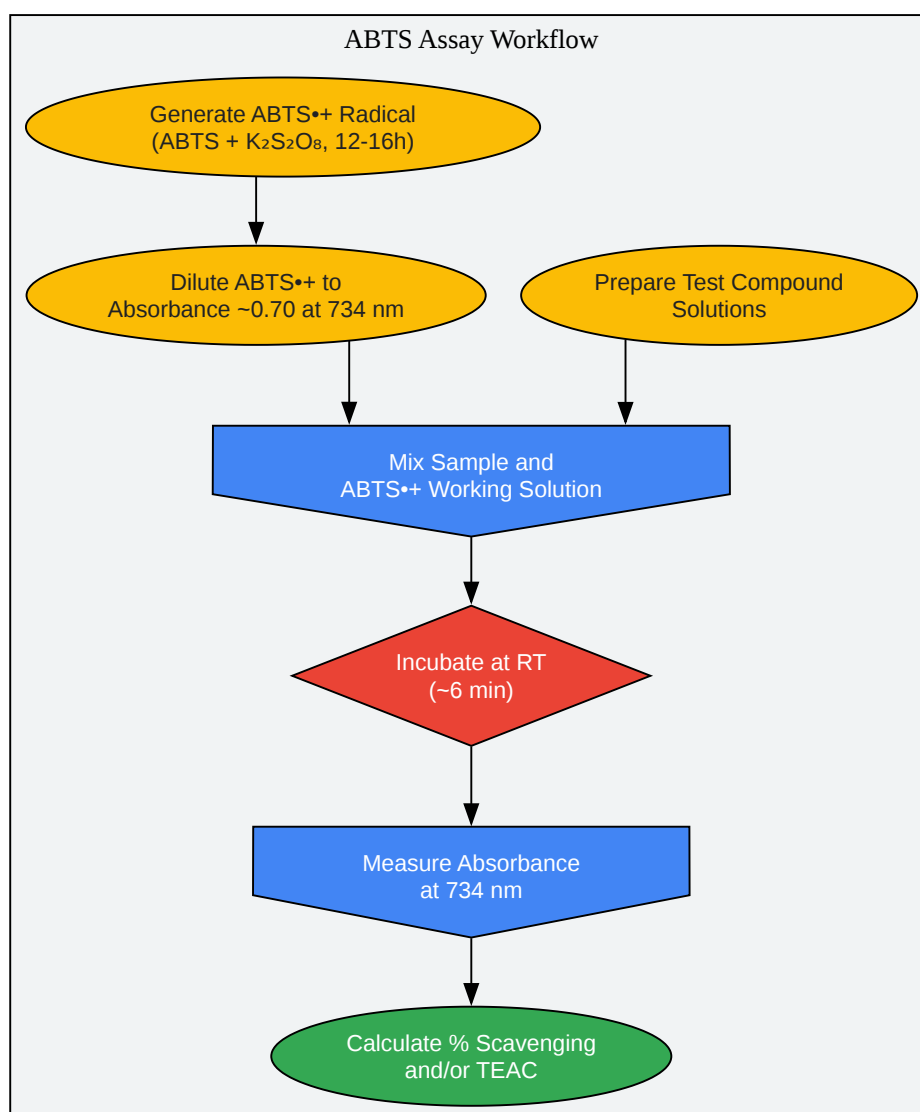 ABTS Assay Workflow
Generate ABTS•+ Radical
(ABTS + K₂S₂O₈, 12-16h)
Dilute ABTS•+ to
Absorbance ~0.70 at 734 nm
Prepare Test Compound
Solutions
Mix Sample and
ABTS•+ Working Solution
Incubate at RT
(~6 min)
Measure Absorbance
at 734 nm
Calculate % Scavenging
and/or TEAC